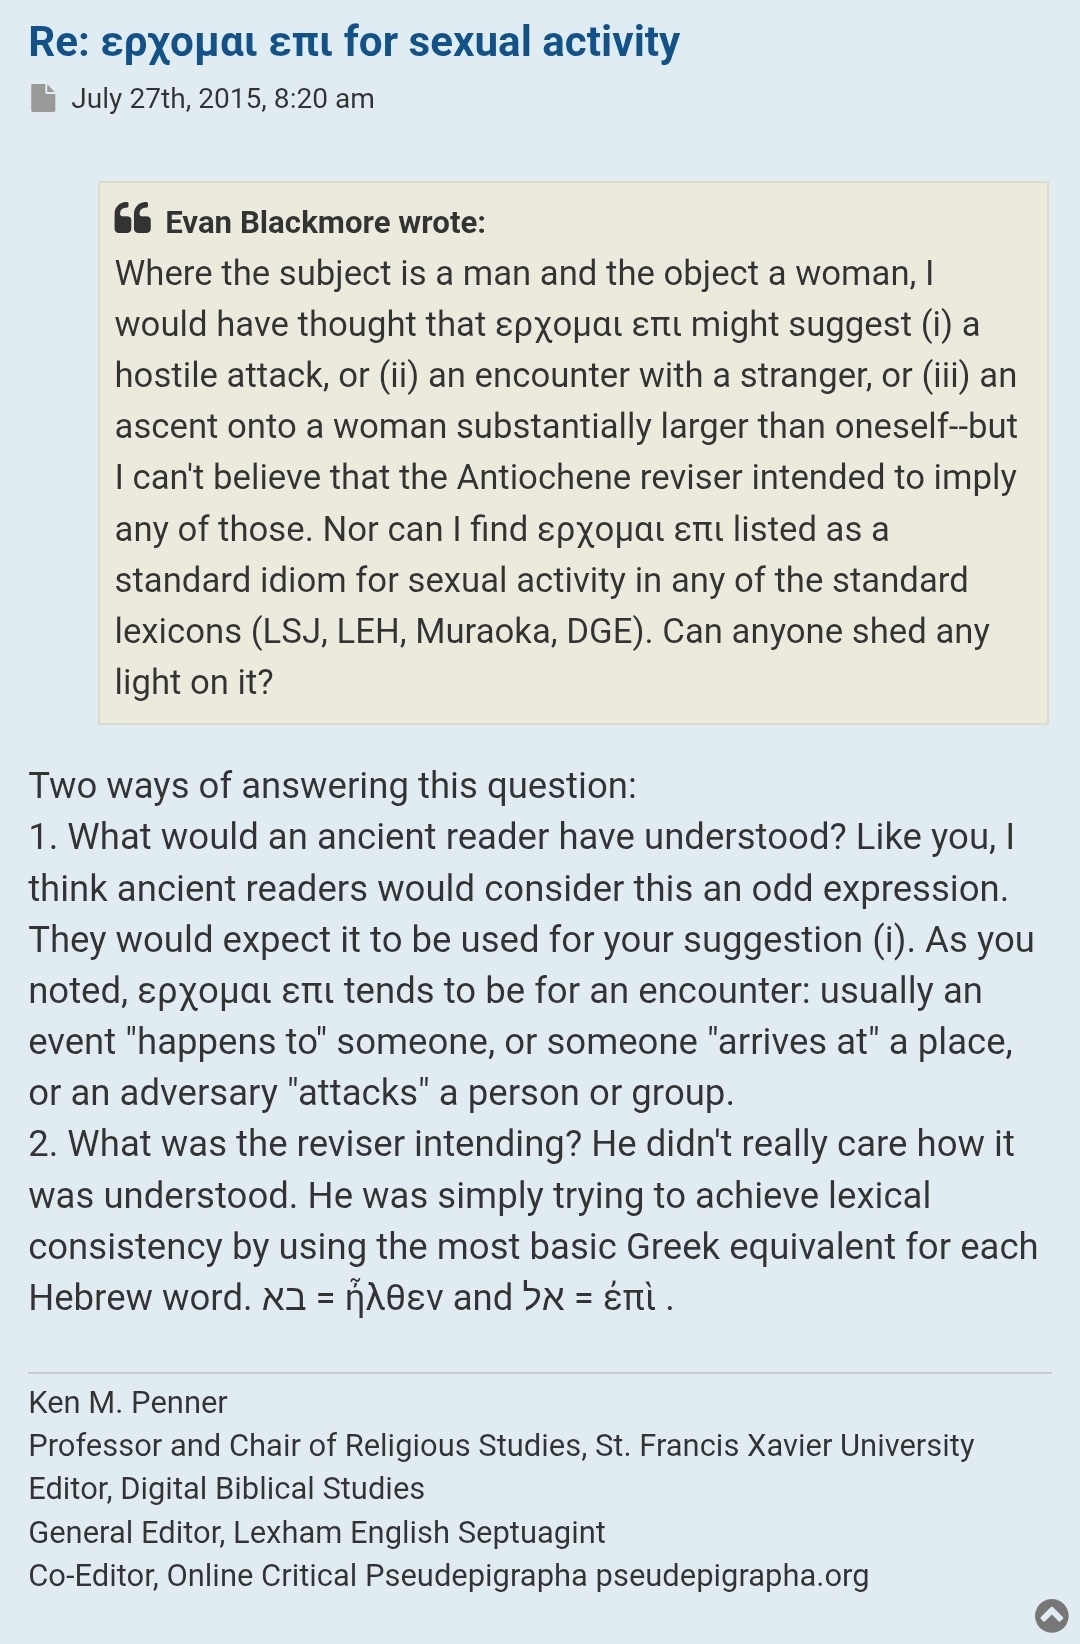 Re: ερχομαι επι for sexual activity
July 27th, 2015, 8:20 am
Evan Blackmore wrote:
Where the subject is a man and the object a woman, I
would have thought that ερχομαι επι might suggest (i) a
hostile attack, or (ii) an encounter with a stranger, or (iii) an
ascent onto a woman substantially larger than oneself--but
I can't believe that the Antiochene reviser intended to imply
any of those. Nor can I find ερχομαι επι listed as a
standard idiom for sexual activity in any of the standard
lexicons (LSJ, LEH, Muraoka, DGE). Can anyone shed any
light on it?
Two ways of answering this question:
1. What would an ancient reader have understood? Like you, I
think ancient readers would consider this an odd expression.
They would expect it to be used for your suggestion (i). As you
noted, ερχομαι επι tends to be for an encounter: usually an
event "happens to" someone, or someone "arrives at" a place,
or an adversary "attacks" a person or group.
2. What was the reviser intending? He didn't really care how it
was understood. He was simply trying to achieve lexical
consistency by using the most basic Greek equivalent for each
Hebrew word. בא = ἦλθεν and אל = ἐπὶ .
Ken M. Penner
Professor and Chair of Religious Studies, St. Francis Xavier University
Editor, Digital Biblical Studies
General Editor, Lexham English Septuagint
Co-Editor, Online Critical Pseudepigrapha pseudepigrapha.org